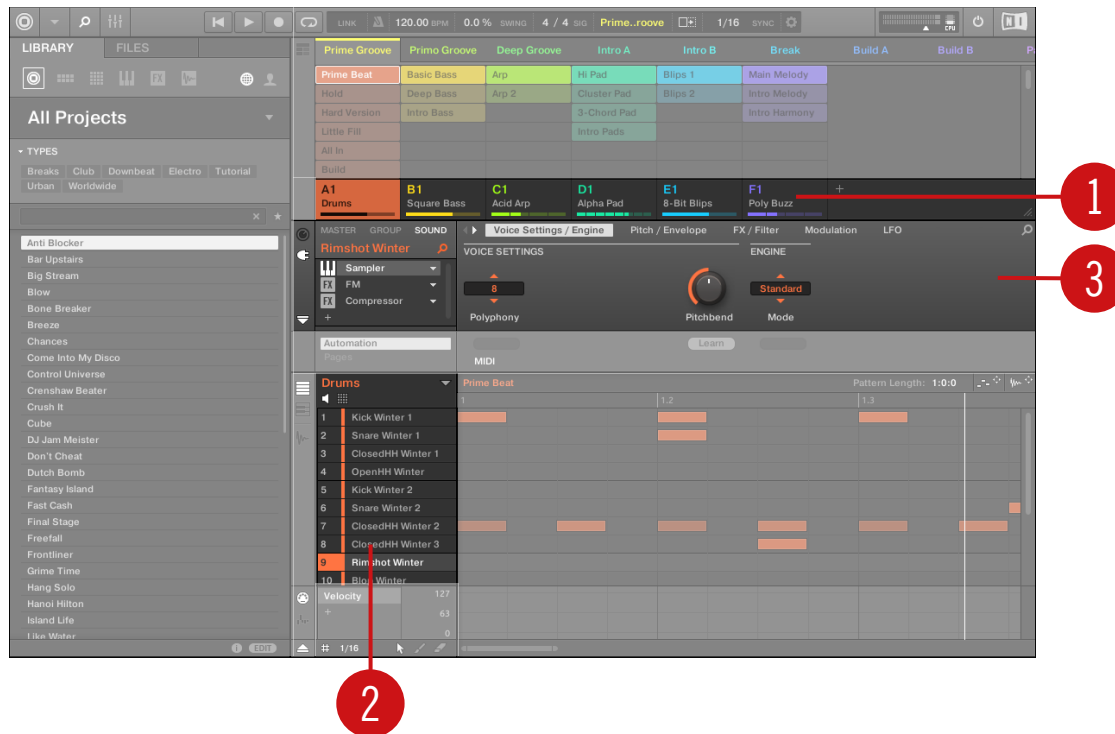 LINK 120.00 BPM 0.0 % SWING 4 / 4 SIG Prime..roove 1/16 SYNC CPU
LIBRARY FILES
All Projects
TYPES
Breaks Club Downbeat Electro Tutorial
Urban Worldwide
Anti Blocker
Bar Upstairs
Big Stream
Blow
Bone Breaker
Breeze
Chances
Come Into My Disco
Control Universe
Crenshaw Beater
Crush It
Cube
DJ Jam Meister
Don't Cheat
Dutch Bomb
Fantasy Island
Fast Cash
Final Stage
Freefall
Frontliner
Grime Time
Hang Solo
Hanoi Hilton
Island Life
Like Water
EDIT
Prime Groove Primo Groove Deep Groove Intro A Intro B Break Build A Build B
Prime Beat Basic Bass Arp Hi Pad Blips 1 Main Melody
Hold Deep Bass Arp 2 Cluster Pad Blips 2 Intro Melody
Hard Version Intro Bass 3-Chord Pad Intro Harmony
Little Fill Intro Pads
All In
Build
A1 B1 C1 D1 E1 F1 +
Drums Square Bass Acid Arp Alpha Pad 8-Bit Blips Poly Buzz
1
MASTER GROUP SOUND Voice Settings / Engine Pitch / Envelope FX / Filter Modulation LFO
Rimshot Winter VOICE SETTINGS ENGINE
Sampler
FX FM 8 Standard
FX Compressor
+ Polyphony Pitchbend Mode
3
Automation Learn
Pages MIDI
Drums Prime Beat Pattern Length: 1:0:0
1 1.2 1.3
1 Kick Winter 1
2 Snare Winter 1
3 ClosedHH Winter 1
4 OpenHH Winter
5 Kick Winter 2
6 Snare Winter 2
7 ClosedHH Winter 2
8 ClosedHH Winter 3
9 Rimshot Winter
10 Blop Winter
Velocity 127
+ 63
0
1/16
2